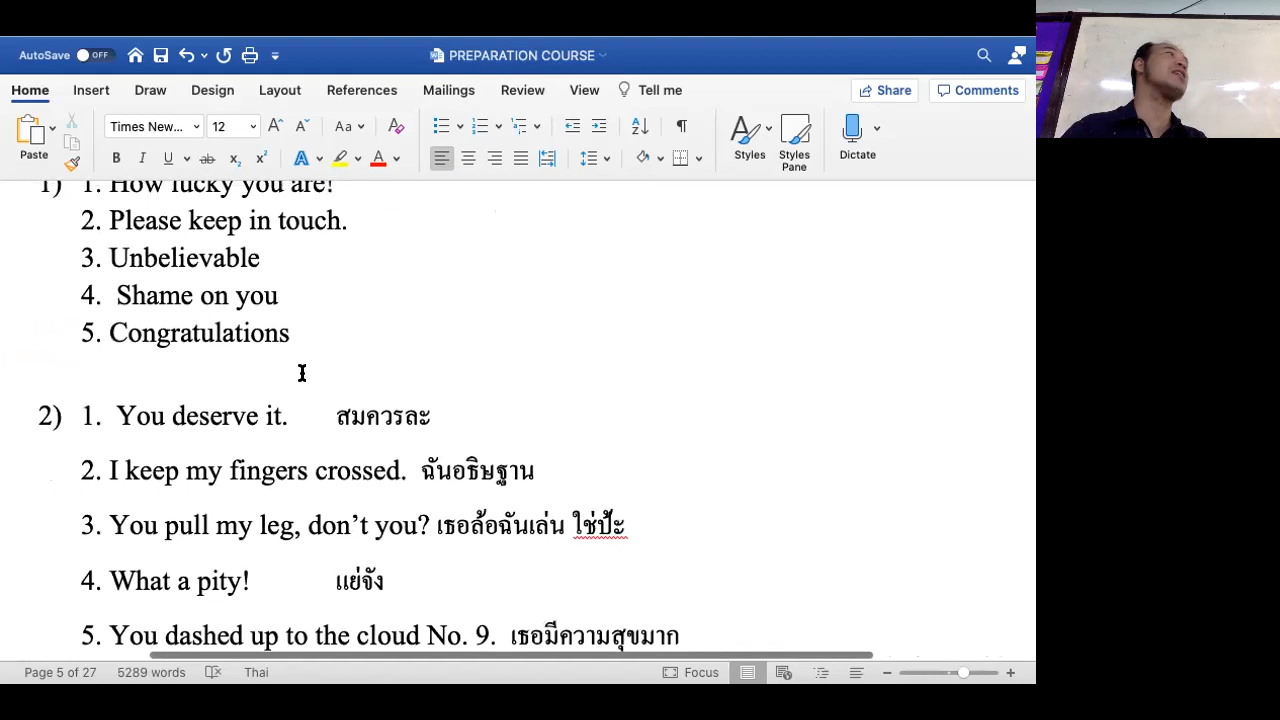 AutoSave OFF PREPARATION COURSE
Home Insert Draw Design Layout References Mailings Review View Tell me Share Comments
Times New... 12 Aa
Paste Styles Styles Pane Dictate
1) 1. How lucky you are!
2. Please keep in touch.
3. Unbelievable
4. Shame on you
5. Congratulations
2) 1. You deserve it. สมควรละ
2. I keep my fingers crossed. ฉันอธิษฐาน
3. You pull my leg, don’t you? เธอล้อฉันเล่น ใช่ป้ะ
4. What a pity! แย่จัง
5. You dashed up to the cloud No. 9. เธอมีความสุขมาก
Page 5 of 27 5289 words Thai Focus